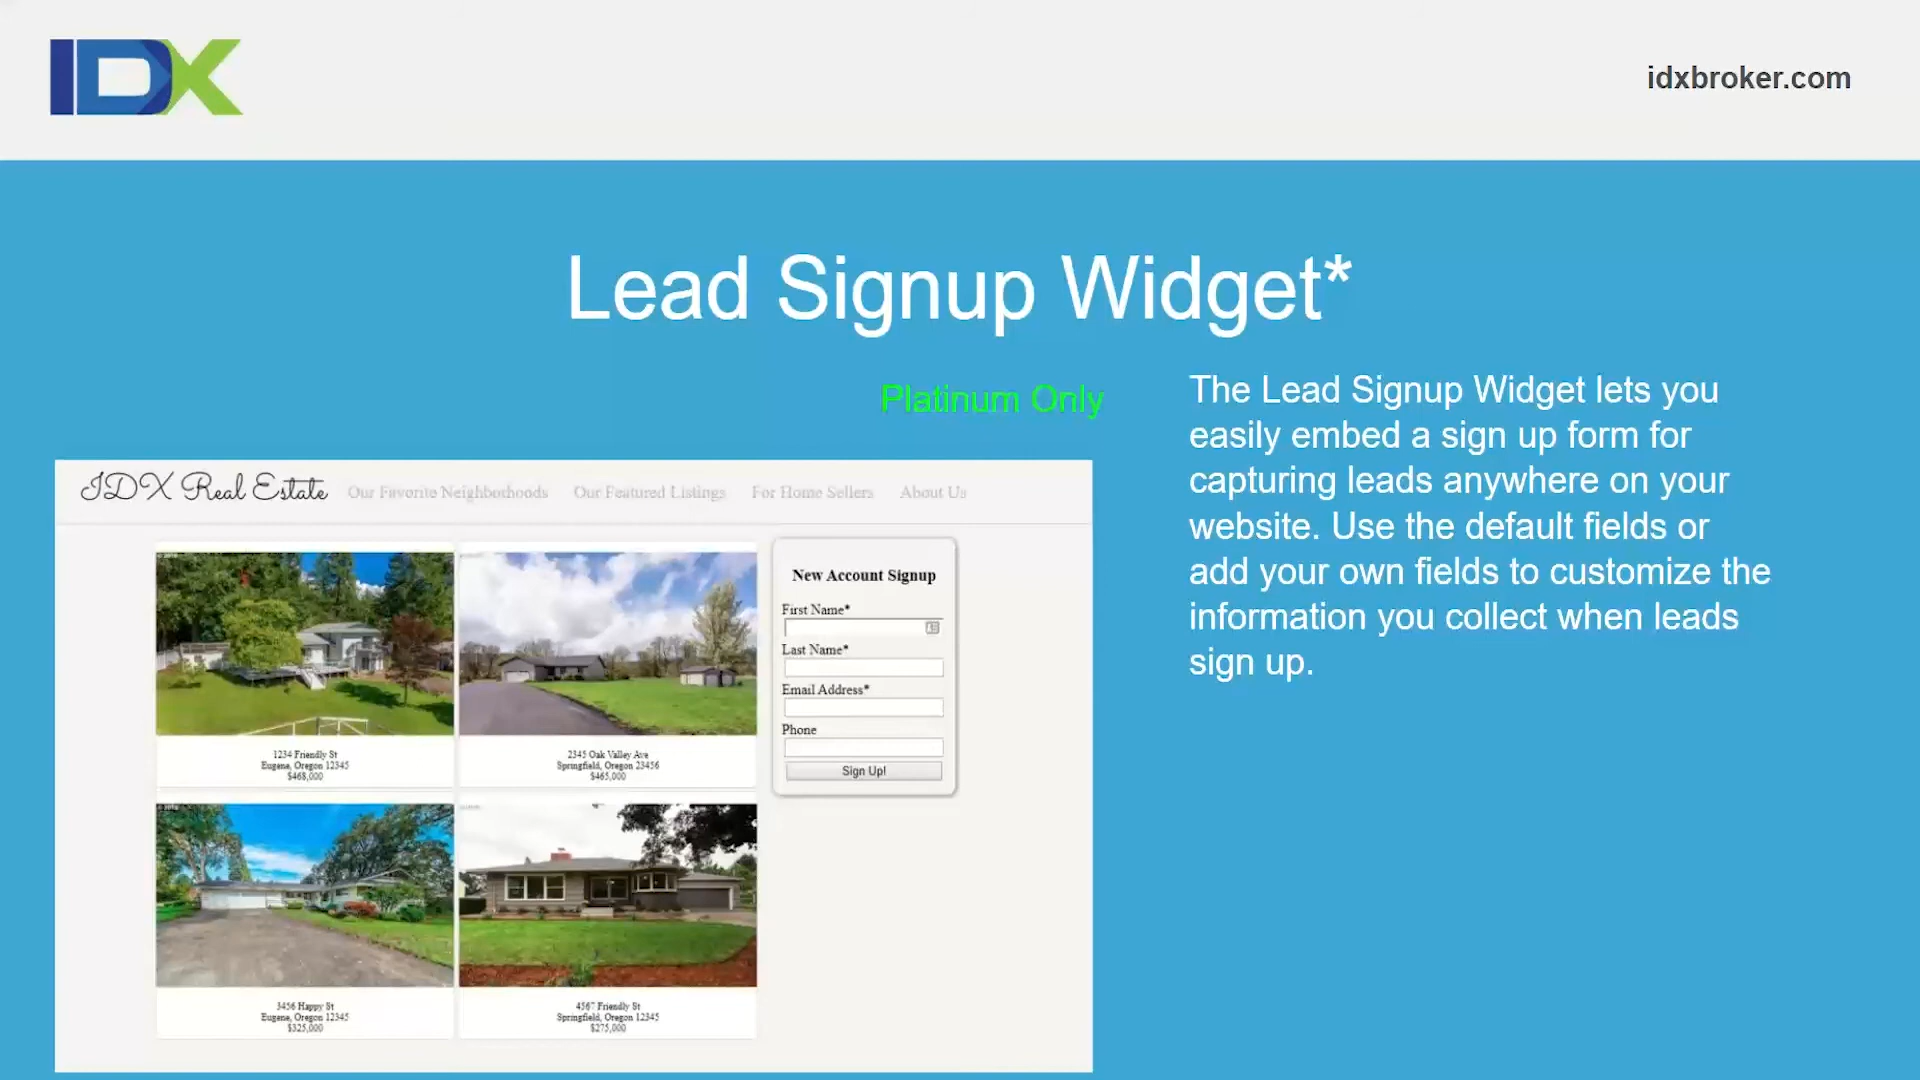 IDX
idxbroker.com
Lead Signup Widget*
Platinum Only
The Lead Signup Widget lets you
easily embed a sign up form for
capturing leads anywhere on your
website. Use the default fields or
add your own fields to customize the
information you collect when leads
sign up.
IDX Real Estate
Our Favorite Neighborhoods
Our Featured Listings
For Home Sellers
About Us
1234 Friendly St
Eugene, Oregon 12345
$468,000
2345 Oak Valley Ave
Springfield, Oregon 23456
$465,000
New Account Signup
First Name*
Last Name*
Email Address*
Phone
Sign Up!
3456 Happy St
Eugene, Oregon 12345
$325,000
4567 Friendly St
Springfield, Oregon 12345
$275,000